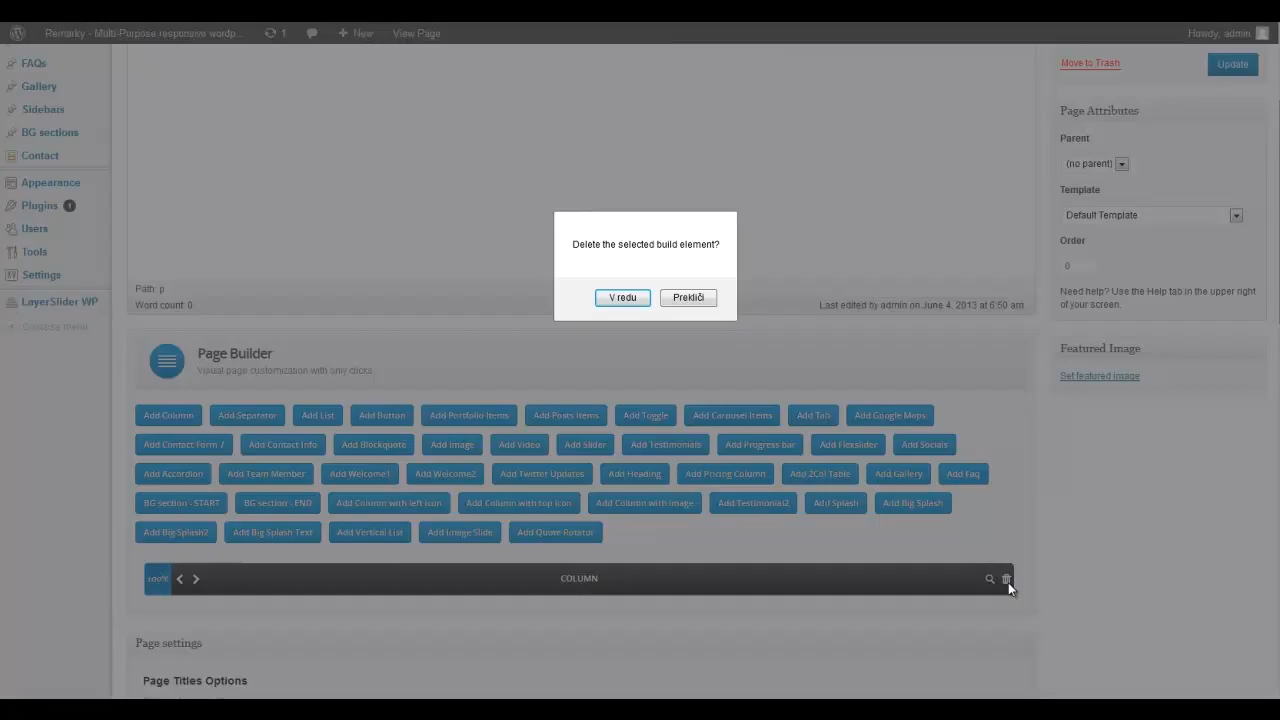 Remarky - Multi-Purpose responsive wordp... 1 New View Page Howdy, admin
FAQs
Gallery
Sidebars
BG sections
Contact
Appearance
Plugins 1
Users
Tools
Settings
LayerSlider WP
Collapse menu
Delete the selected build element?
V redu Prekliči
Path: p
Word count: 0 Last edited by admin on June 4, 2013 at 6:50 am
Page Builder
Visual page customization with only clicks
Add Column Add Separator Add List Add Button Add Portfolio Items Add Posts Items Add Toggle Add Carousel Items Add Tab Add Google Maps
Add Contact Form 7 Add Contact Info Add Blockquote Add Image Add Video Add Slider Add Testimonials Add Progress bar Add Flexslider Add Socials
Add Accordion Add Team Member Add Welcome1 Add Welcome2 Add Twitter Updates Add Heading Add Pricing Column Add 2Col Table Add Gallery Add Faq
BG section - START BG section - END Add Column with left icon Add Column with top icon Add Column with image Add Testimonial2 Add Splash Add Big Splash
Add Big Splash2 Add Big Splash Text Add Vertical List Add Image Slide Add Quote Rotator
100% COLUMN
Page settings
Page Titles Options
Move to Trash Update
Page Attributes
Parent
(no parent)
Template
Default Template
Order
0
Need help? Use the Help tab in the upper right
of your screen.
Featured Image
Set featured image